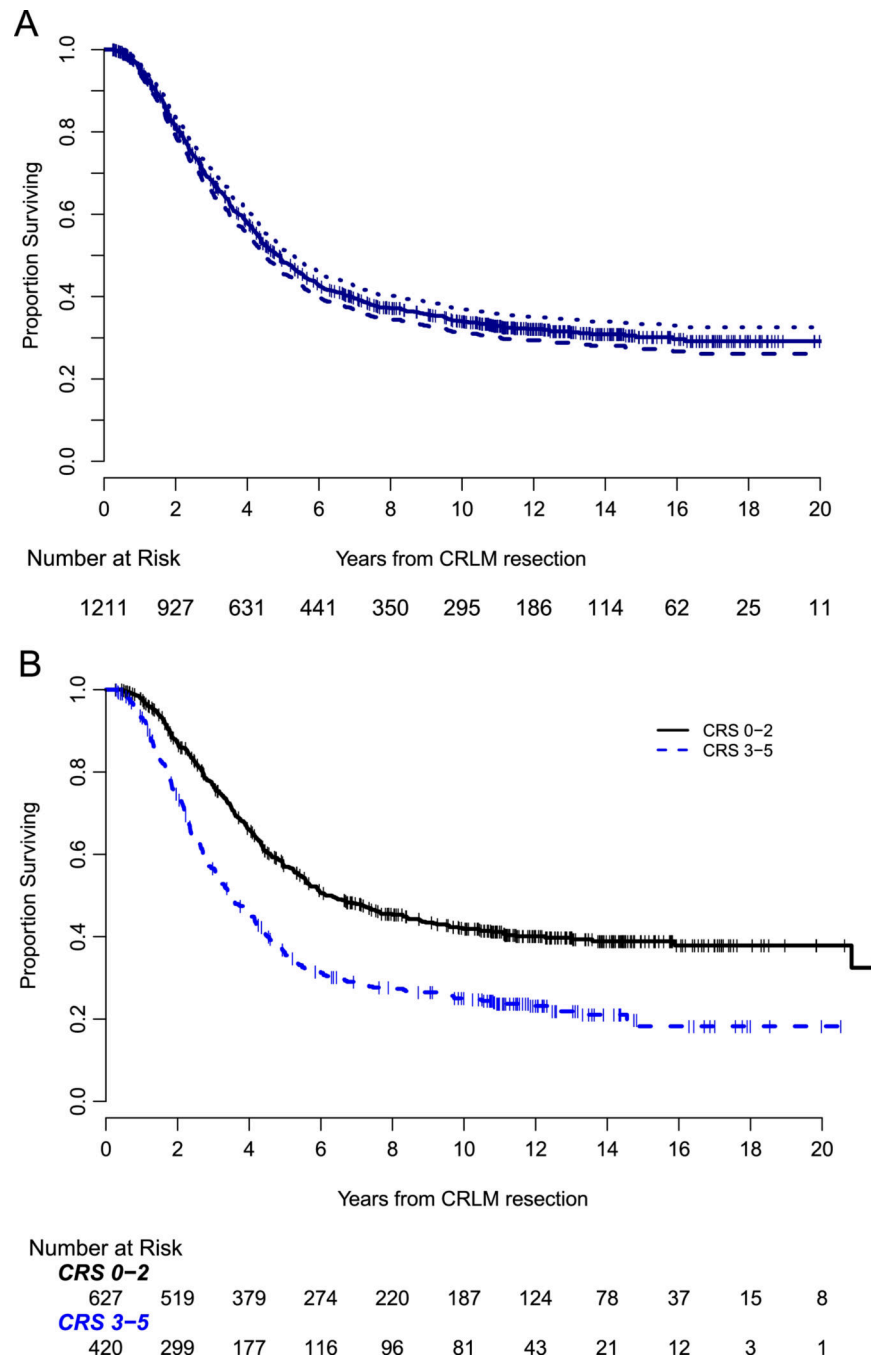 A
Proportion Surviving
1.0
0.8
0.6
0.4
0.2
0.0
0 2 4 6 8 10 12 14 16 18 20
Number at Risk Years from CRLM resection
1211 927 631 441 350 295 186 114 62 25 11
B
Proportion Surviving
1.0
0.8
0.6
0.4
0.2
0.0
CRS 0−2
CRS 3−5
0 2 4 6 8 10 12 14 16 18 20
Years from CRLM resection
Number at Risk
CRS 0−2
627 519 379 274 220 187 124 78 37 15 8
CRS 3−5
420 299 177 116 96 81 43 21 12 3 1